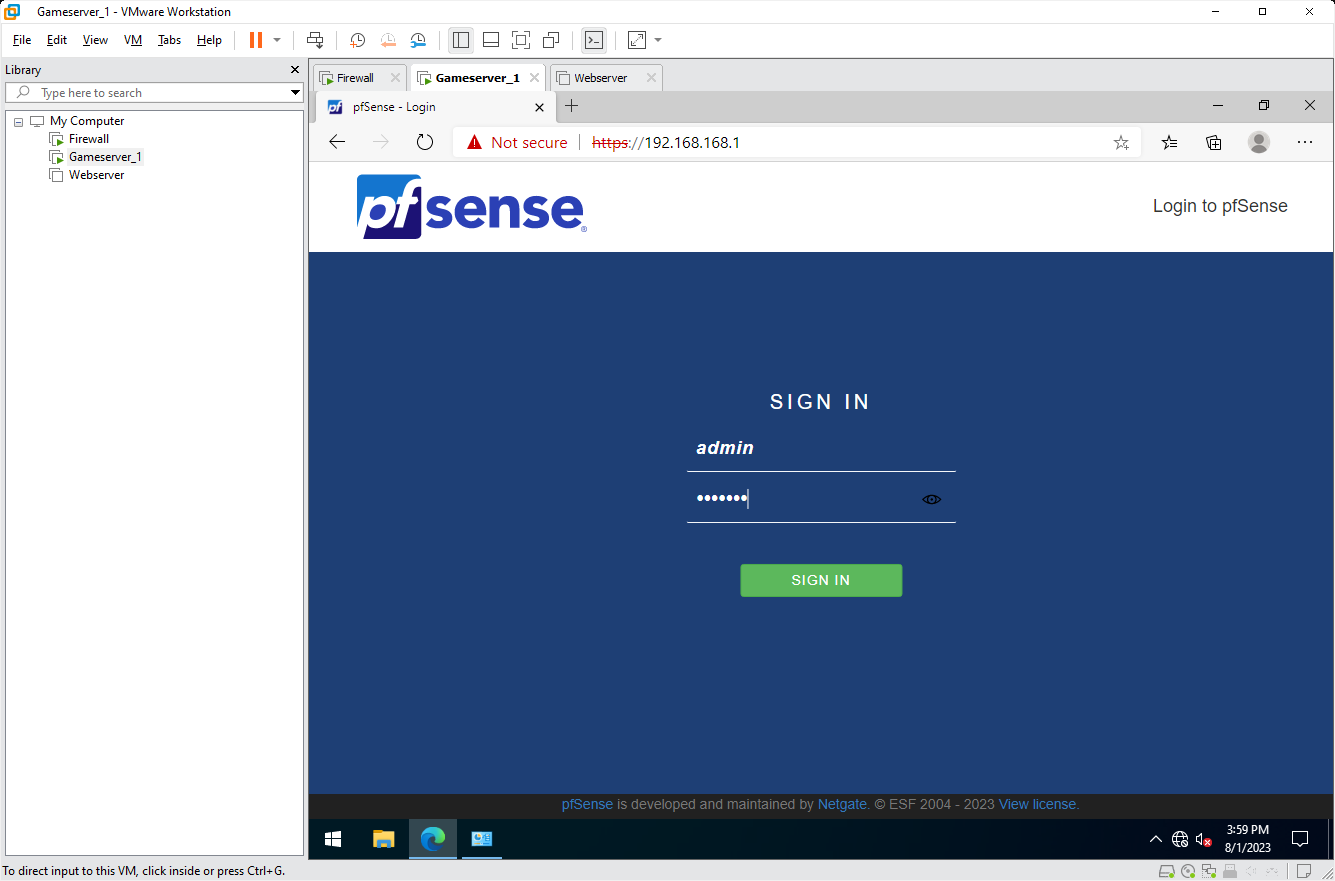 Gameserver_1 - VMware Workstation
File Edit View VM Tabs Help
Library
Type here to search
My Computer
Firewall
Gameserver_1
Webserver
Firewall Gameserver_1 Webserver
pf pfSense - Login
Not secure https://192.168.168.1
pfsense® Login to pfSense
SIGN IN
admin
•••••••
SIGN IN
pfSense is developed and maintained by Netgate. © ESF 2004 - 2023 View license.
3:59 PM
8/1/2023
To direct input to this VM, click inside or press Ctrl+G.